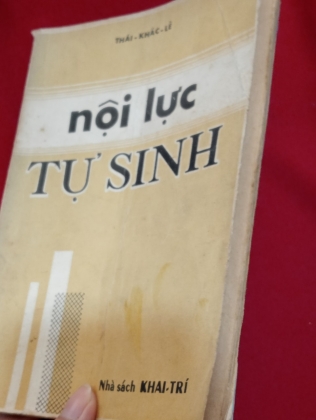 THÁI-KHẮC-LỄ
nội lực
TỰ SINH
Nhà sách KHAI-TRÍ